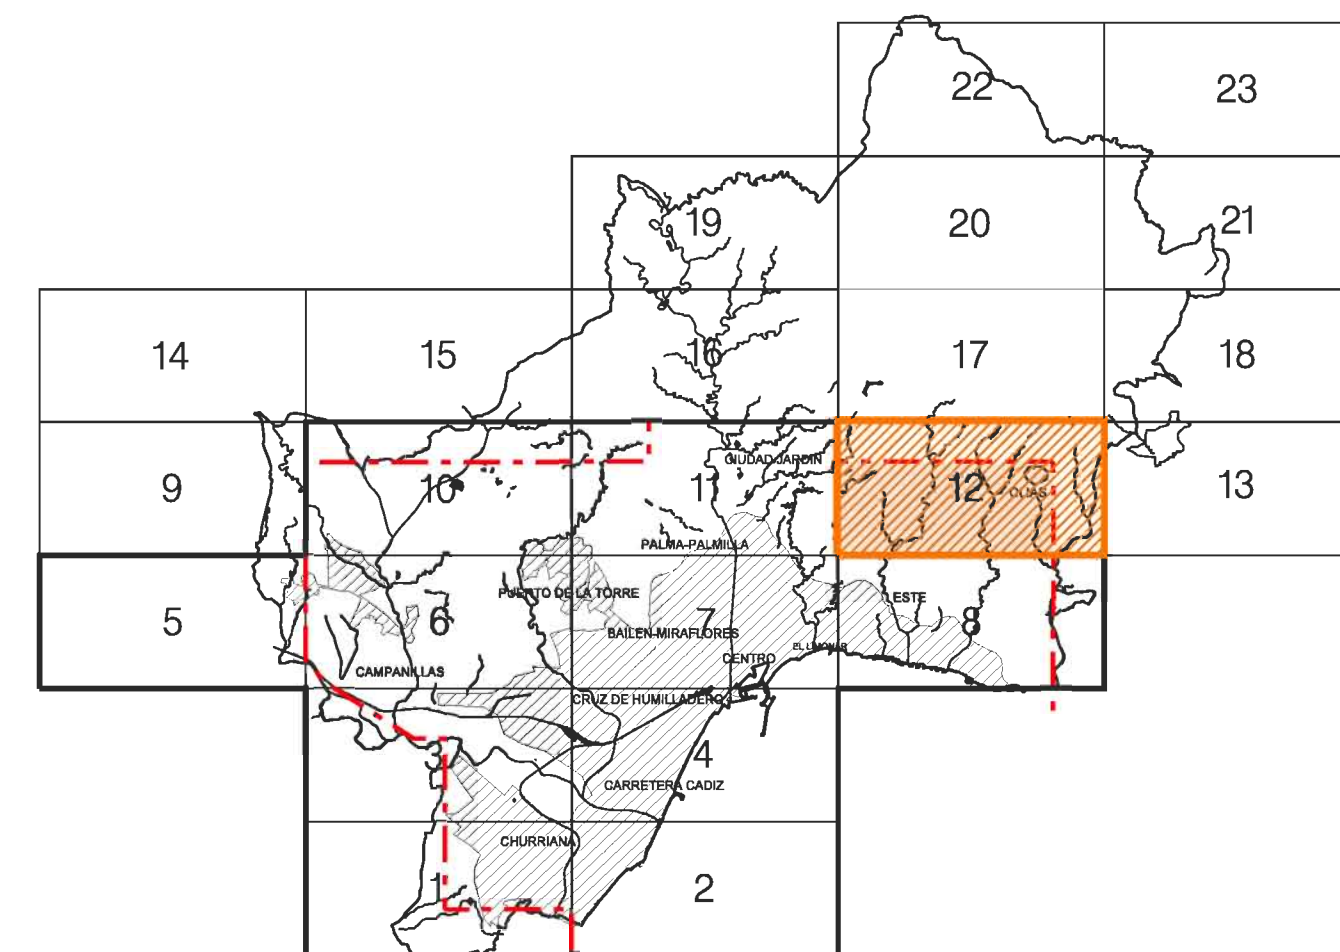 22
23
19
20
21
14
15
16
17
18
CIUDAD JARDIN
9
10
11
12
OLIAS
13
PALMA-PALMILLA
PUERTO DE LA TORRE
LESTE
5
6
BAILEN-MIRAFLORES
7
8
EL LIMONAR
CENTRO
CAMPANILLAS
CRUZ DE HUMILLADERO
4
CARRETERA CADIZ
CHURRIANA
1
2